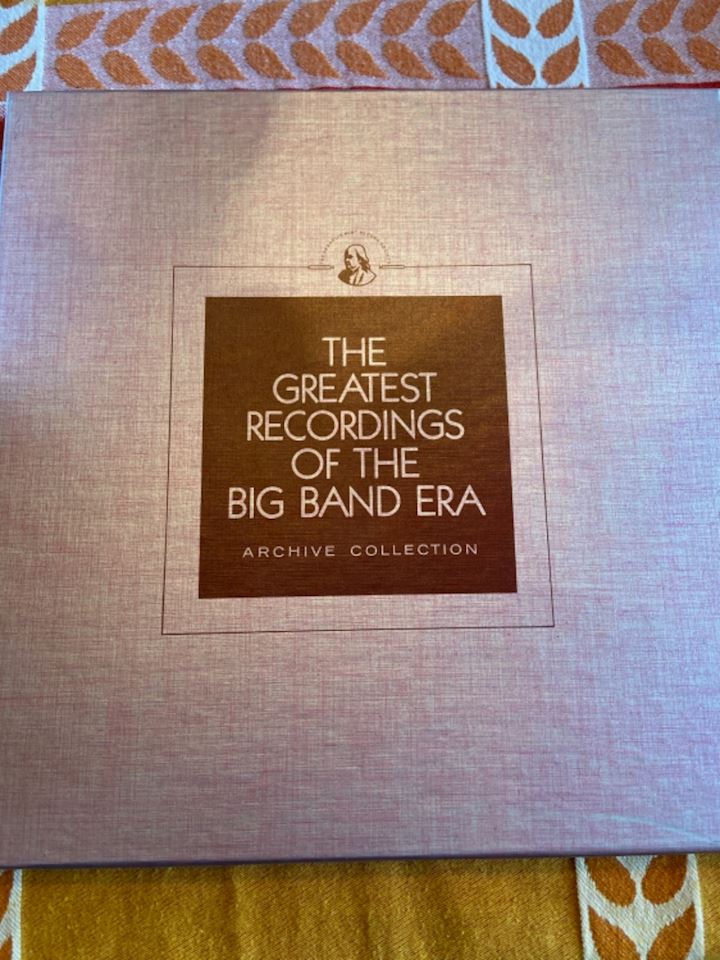 THE
GREATEST
RECORDINGS
OF THE
BIG BAND ERA
ARCHIVE COLLECTION